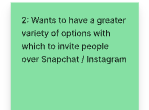 2: Wants to have a greater
variety of options with
which to invite people
over Snapchat / Instagram